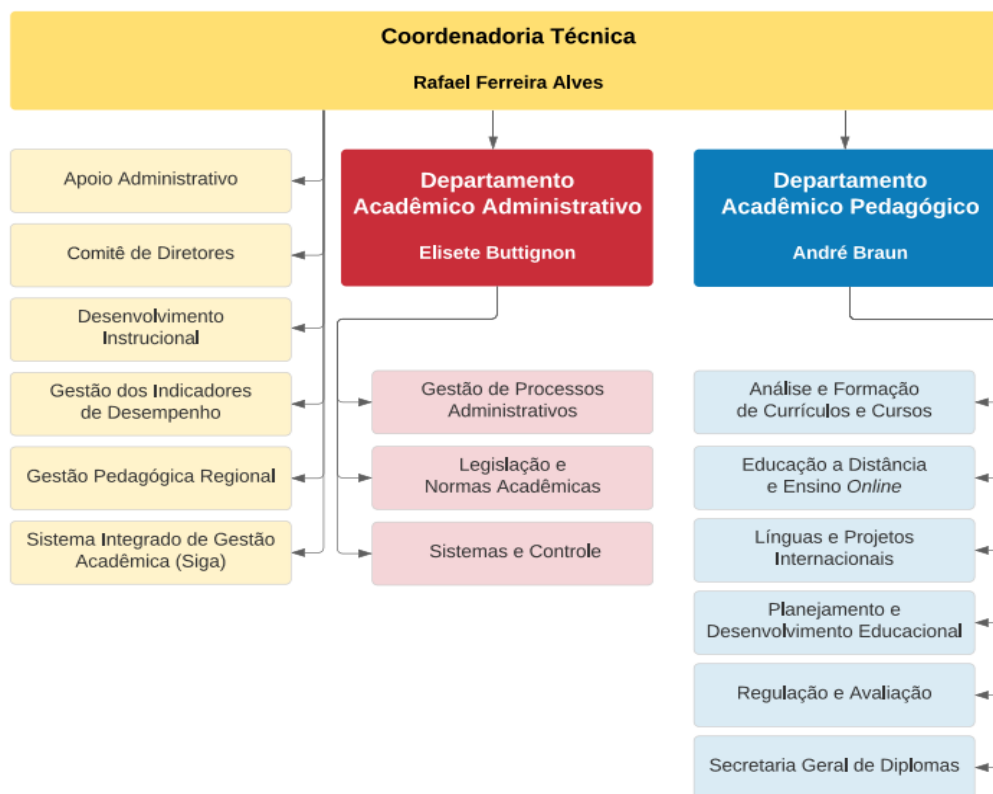 Coordenadoria Técnica
Rafael Ferreira Alves
Apoio Administrativo
Comitê de Diretores
Desenvolvimento
Instrucional
Gestão dos Indicadores
de Desempenho
Gestão Pedagógica Regional
Sistema Integrado de Gestão
Acadêmica (Siga)
Departamento
Acadêmico Administrativo
Elisete Buttignon
Gestão de Processos
Administrativos
Legislação e
Normas Acadêmicas
Sistemas e Controle
Departamento
Acadêmico Pedagógico
André Braun
Análise e Formação
de Currículos e Cursos
Educação a Distância
e Ensino Online
Línguas e Projetos
Internacionais
Planejamento e
Desenvolvimento Educacional
Regulação e Avaliação
Secretaria Geral de Diplomas